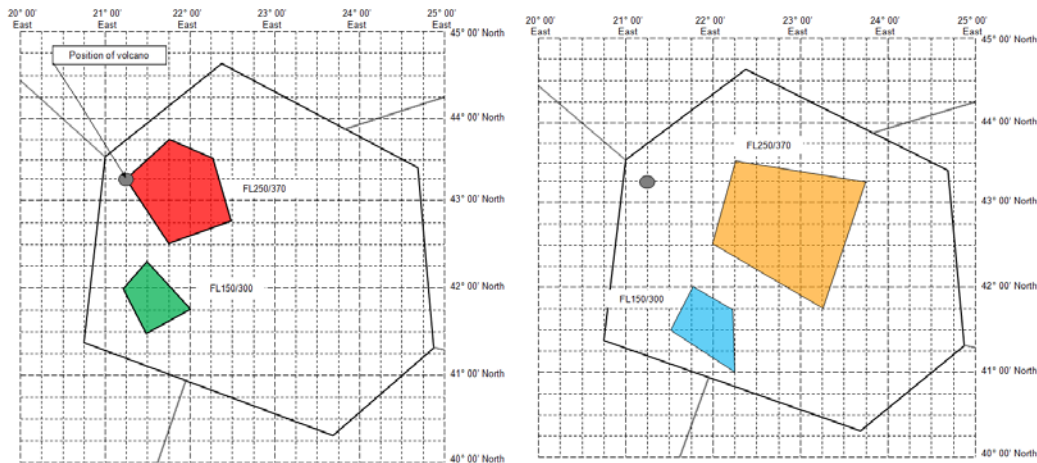 20° 00'
East
21° 00'
East
22° 00'
East
23° 00'
East
24° 00'
East
25° 00'
East
45° 00' North
Position of volcano
44° 00' North
FL250/370
43° 00' North
FL150/300
42° 00' North
41° 00' North
40° 00' North
20° 00'
East
21° 00'
East
22° 00'
East
23° 00'
East
24° 00'
East
25° 00'
East
45° 00' North
44° 00' North
FL250/370
43° 00' North
FL150/300
42° 00' North
41° 00' North
40° 00' North